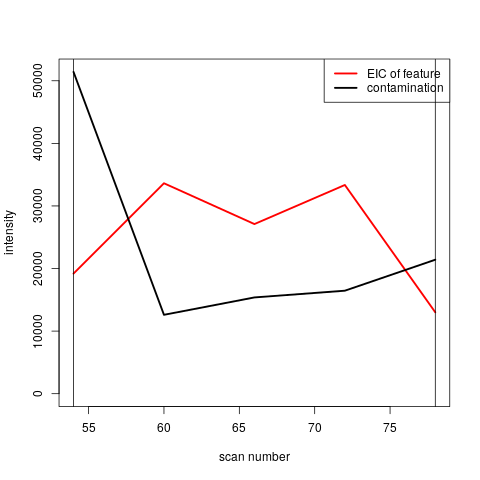 EIC of feature
contamination
intensity
50000
40000
30000
20000
10000
0
55 60 65 70 75
scan number